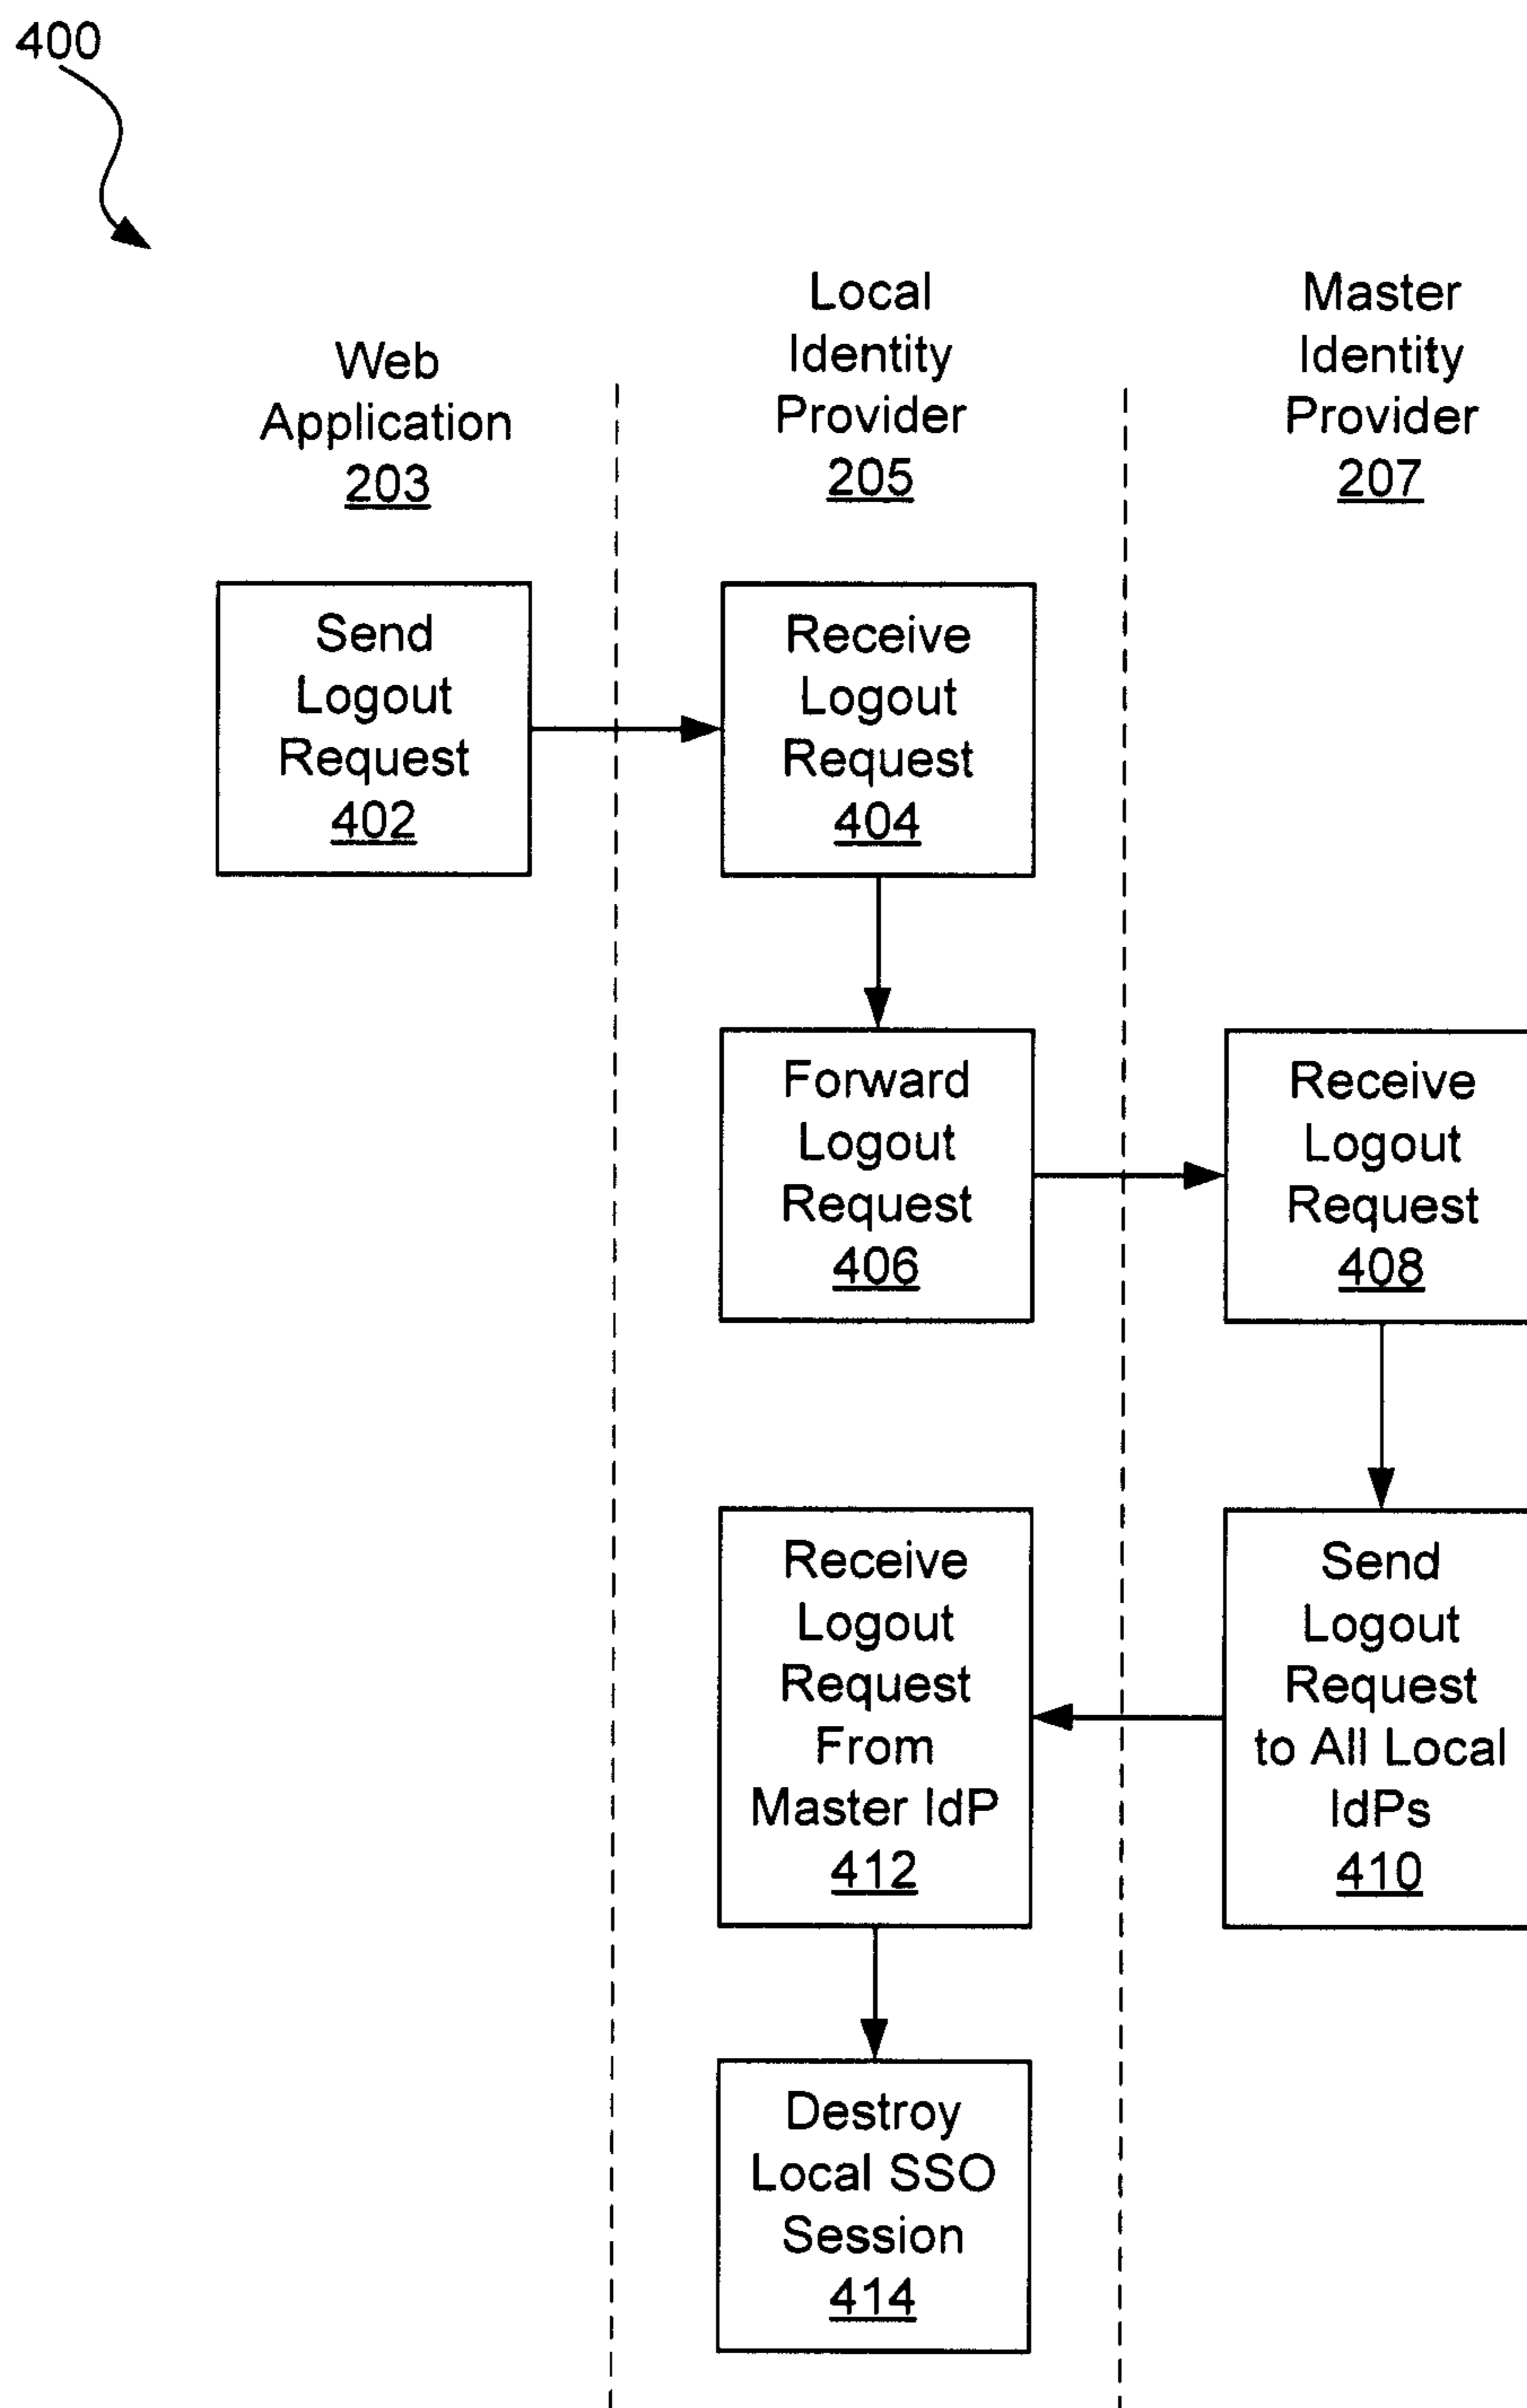 400
Web
Application
203
Local
Identity
Provider
205
Master
Identity
Provider
207
Send
Logout
Request
402
Receive
Logout
Request
404
Forward
Logout
Request
406
Receive
Logout
Request
408
Send
Logout
Request
to All Local
IdPs
410
Receive
Logout
Request
From
Master IdP
412
Destroy
Local SSO
Session
414